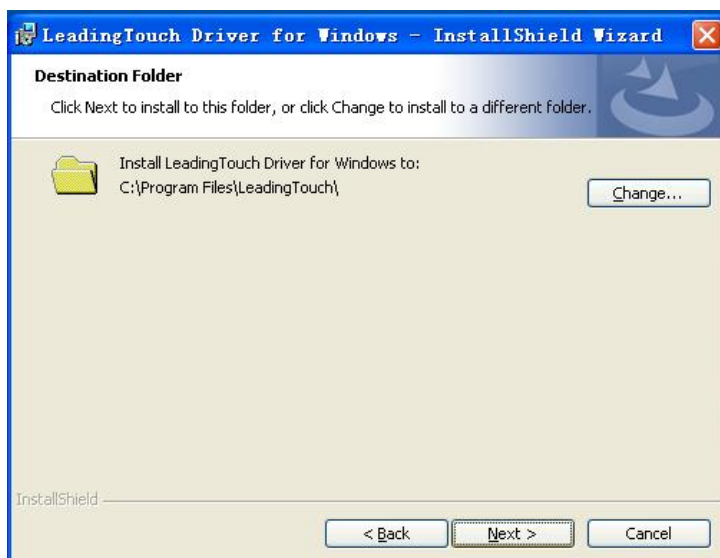 LeadingTouch Driver for Windows - InstallShield Wizard
Destination Folder
Click Next to install to this folder, or click Change to install to a different folder.
Install LeadingTouch Driver for Windows to:
C:\Program Files\LeadingTouch\
Change...
InstallShield
< Back
Next >
Cancel